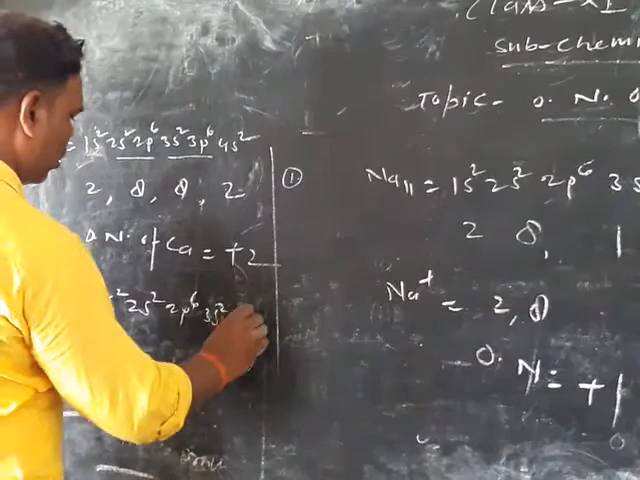 Class-XI
Sub-Chemi
Topic- O. N. O
= 1s² 2s² 2p⁶ 3s² 3p⁶ 4s²
2, 8, 8, 2
O N. of Ca = +2
² 2s² 2p⁶ 3s²
① Na₁₁ = 1s² 2s² 2p⁶ 3s
2 8, 1
Na⁺ = 2, 8
O. N = +1